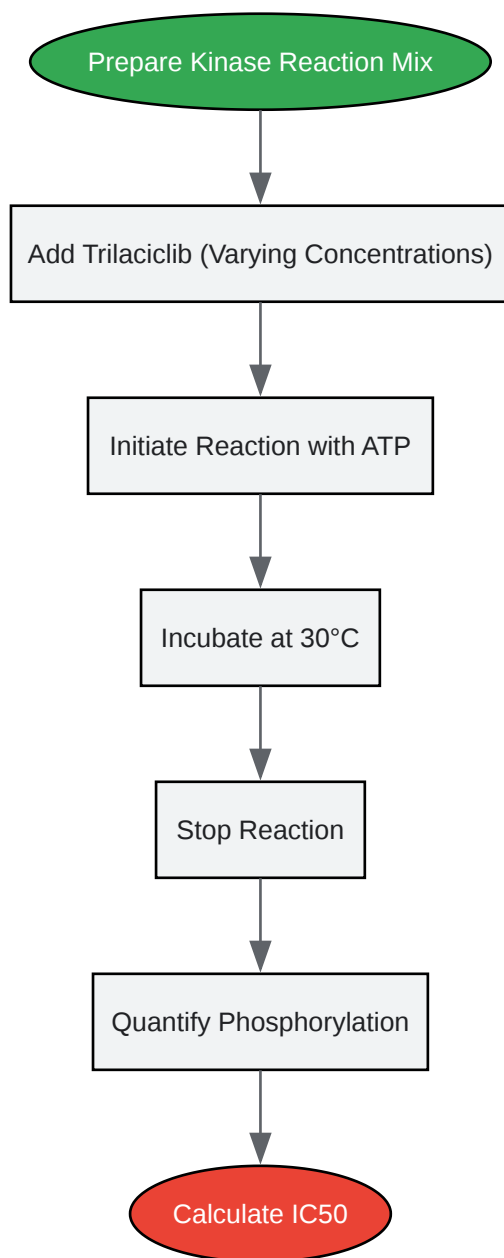 Prepare Kinase Reaction Mix
Add Trilaciclib (Varying Concentrations)
Initiate Reaction with ATP
Incubate at 30°C
Stop Reaction
Quantify Phosphorylation
Calculate IC50